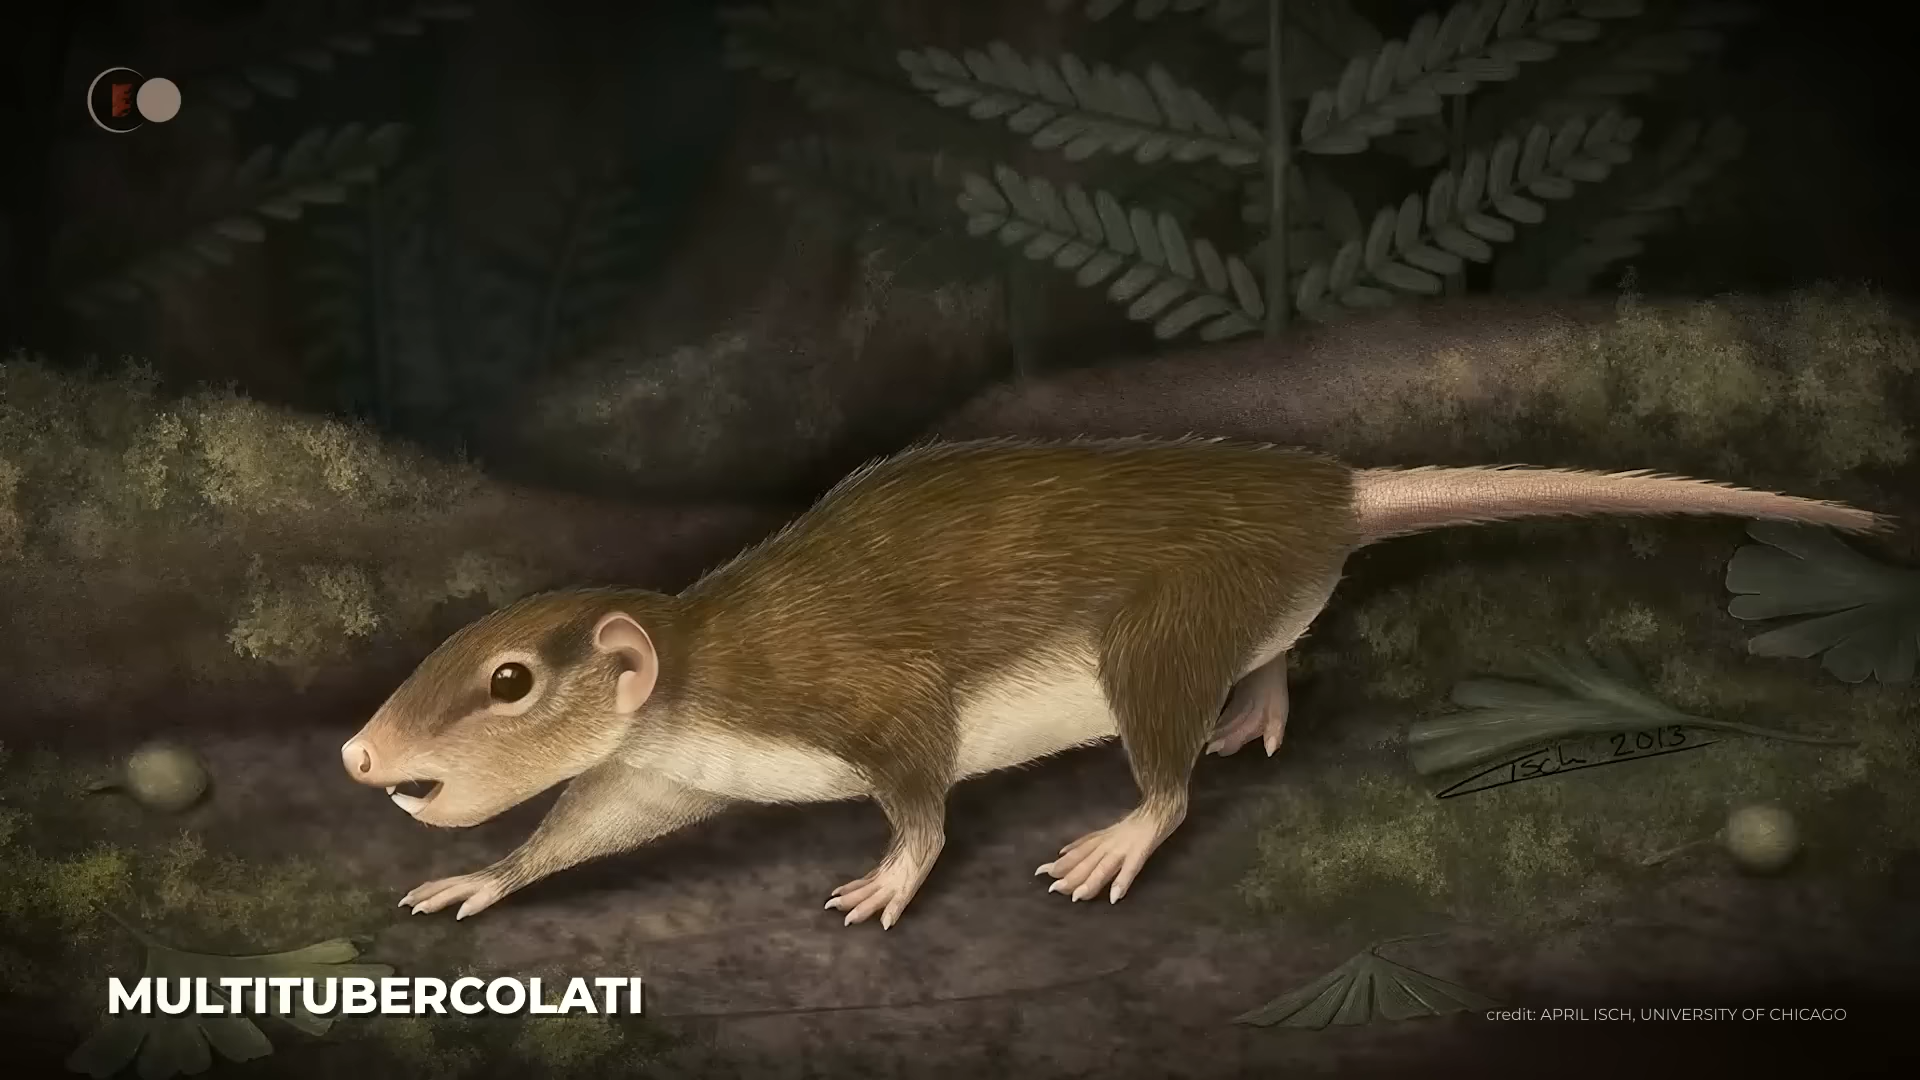 Isch 2013
MULTITUBERCOLATI
credit: APRIL ISCH, UNIVERSITY OF CHICAGO